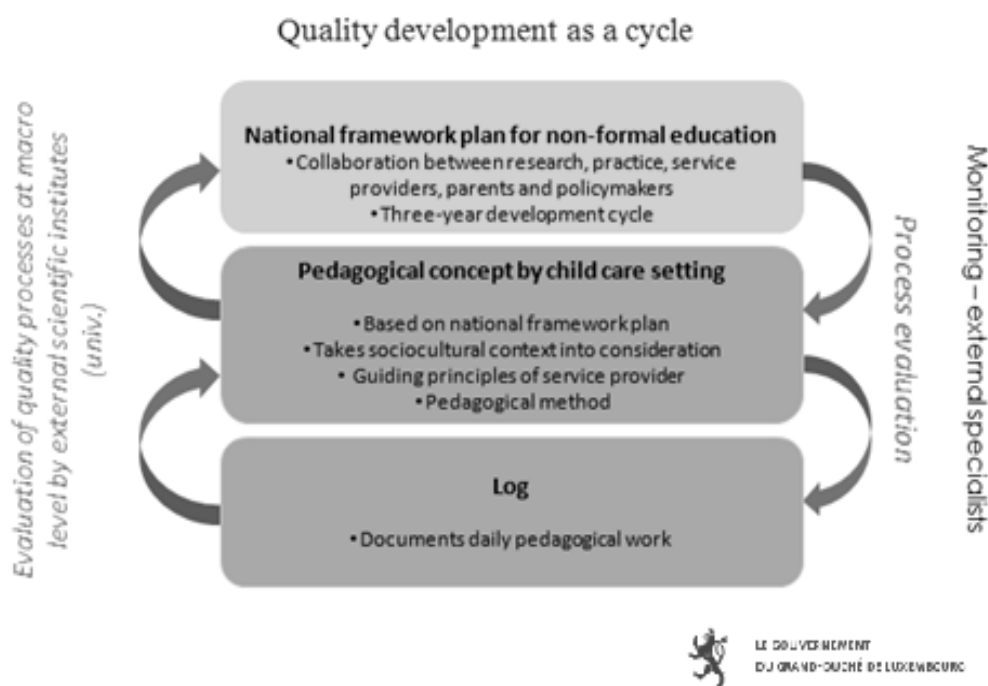 Quality development as a cycle
National framework plan for non-formal education
•Collaboration between research, practice, service
providers, parents and policymakers
•Three-year development cycle
Pedagogical concept by child care setting
•Based on national framework plan
•Takes sociocultural context into consideration
•Guiding principles of service provider
•Pedagogical method
Log
•Documents daily pedagogical work
Evaluation of quality processes at macro
level by external scientific institutes
(univ.)
Process evaluation
Monitoring – external specialists
LE GOUVERNEMENT
DU GRAND-DUCHÉ DE LUXEMBOURG